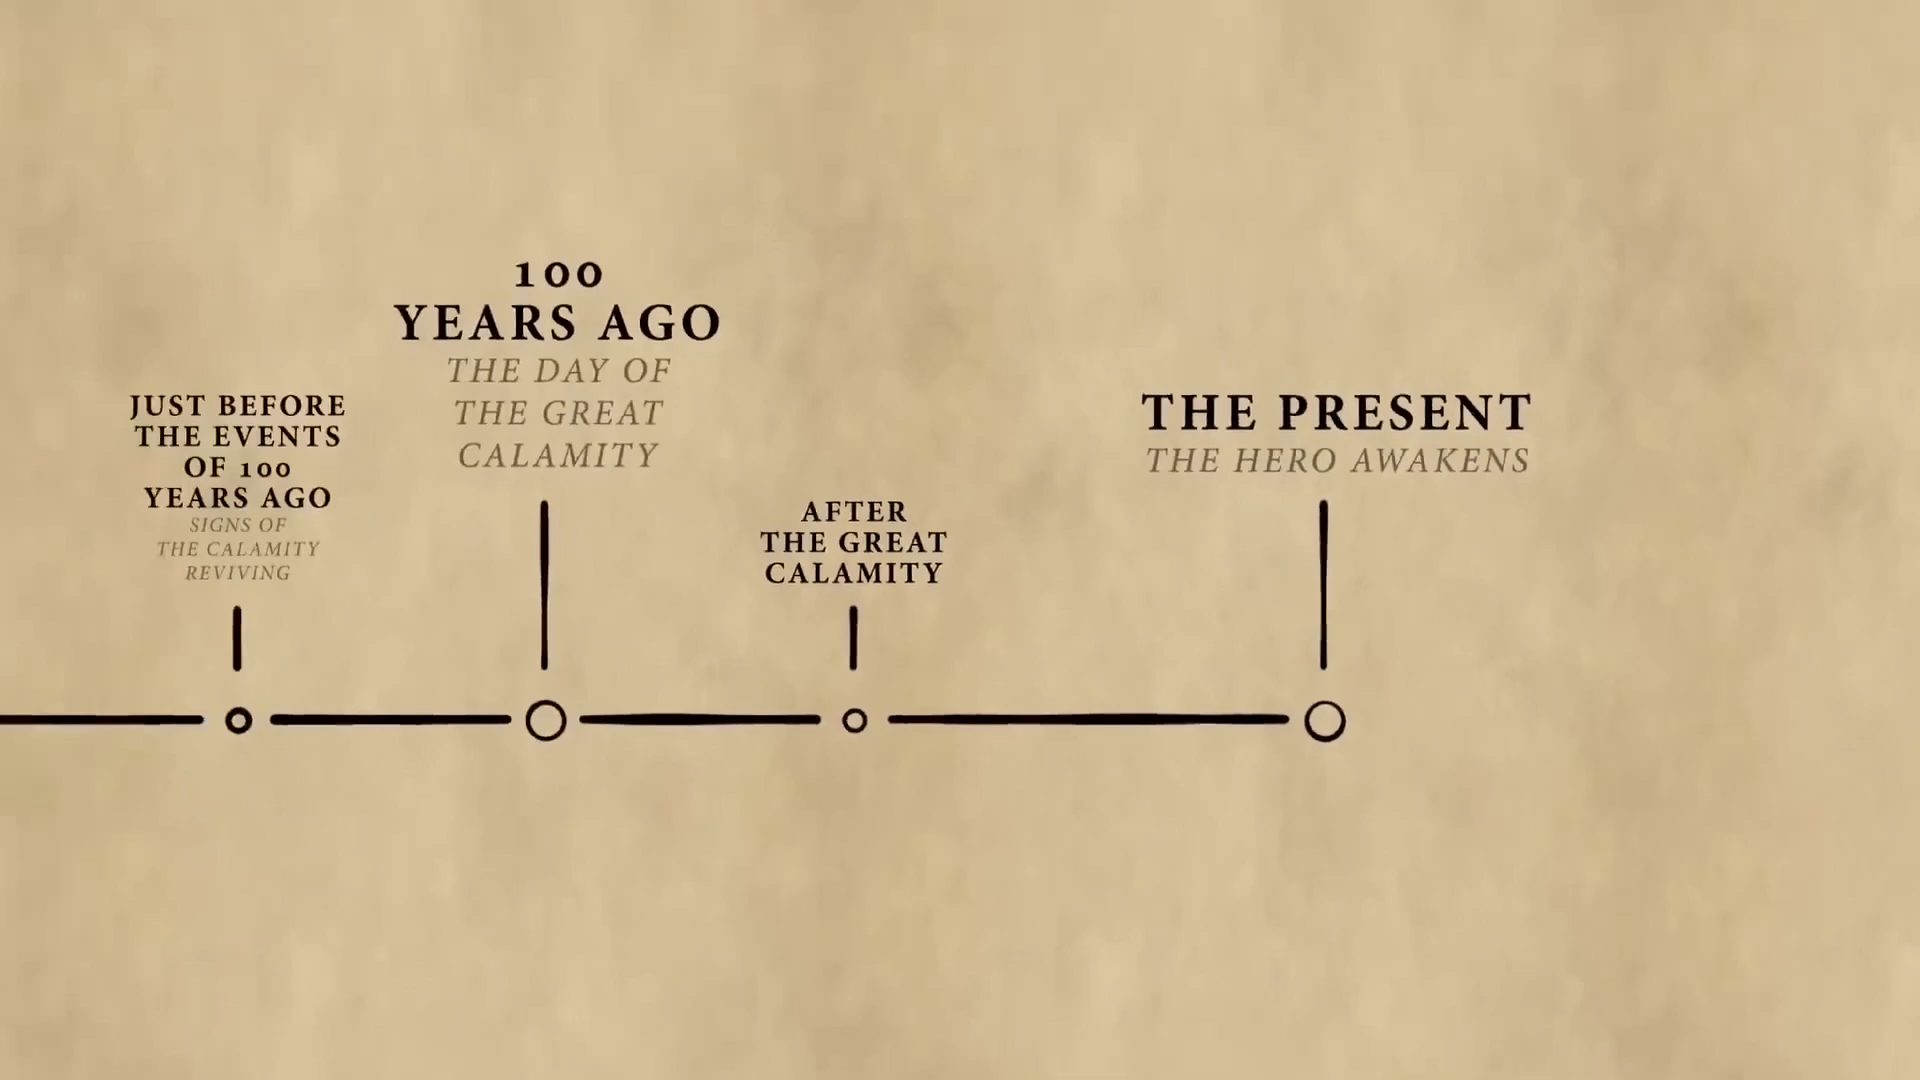 JUST BEFORE
THE EVENTS
OF 100
YEARS AGO
SIGNS OF
THE CALAMITY
REVIVING
100
YEARS AGO
THE DAY OF
THE GREAT
CALAMITY
AFTER
THE GREAT
CALAMITY
THE PRESENT
THE HERO AWAKENS